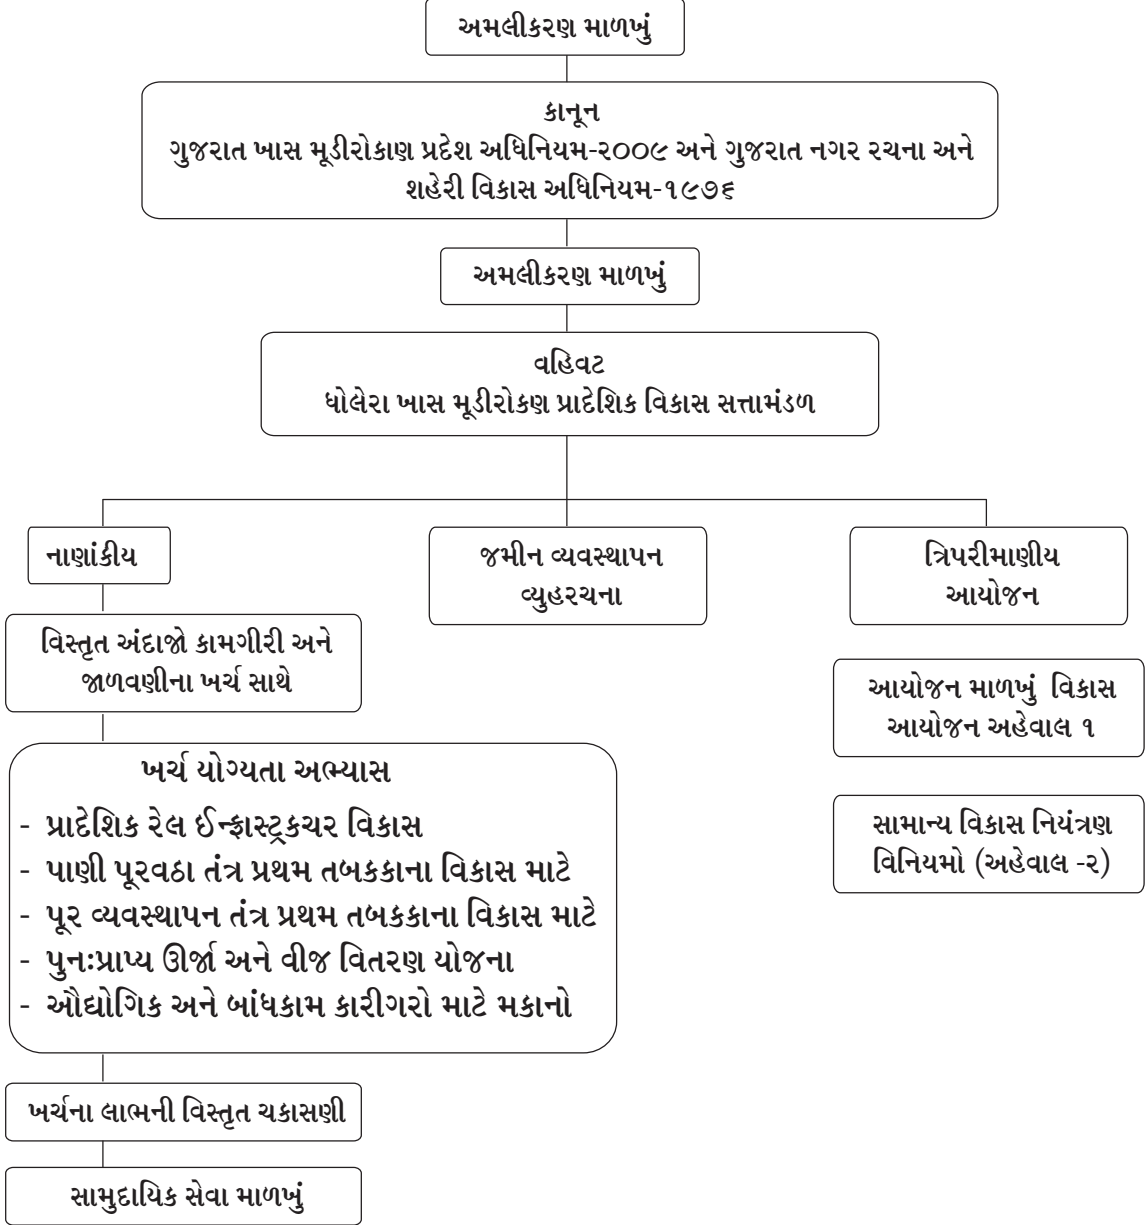 અમલીકરણ માળખું
કાનૂન
ગુજરાત ખાસ મૂડીરોકાણ પ્રદેશ અધિનિયમ-૨૦૦૯ અને ગુજરાત નગર રચના અને
શહેરી વિકાસ અધિનિયમ-૧૯૭૬
અમલીકરણ માળખું
વહિવટ
ધોલેરા ખાસ મૂડીરોકણ પ્રાદેશિક વિકાસ સત્તામંડળ
નાણાંકીય
વિસ્તૃત અંદાજો કામગીરી અને
જાળવણીના ખર્ચ સાથે
ખર્ચ યોગ્યતા અભ્યાસ
- પ્રાદેશિક રેલ ઈન્ફ્રાસ્ટ્રકચર વિકાસ
- પાણી પૂરવઠા તંત્ર પ્રથમ તબકકાના વિકાસ માટે
- પૂર વ્યવસ્થાપન તંત્ર પ્રથમ તબકકાના વિકાસ માટે
- પુનઃપ્રાપ્ય ઊર્જા અને વીજ વિતરણ યોજના
- ઔદ્યોગિક અને બાંધકામ કારીગરો માટે મકાનો
ખર્ચના લાભની વિસ્તૃત ચકાસણી
સામુદાયિક સેવા માળખું
જમીન વ્યવસ્થાપન
વ્યુહરચના
ત્રિપરીમાણીય
આયોજન
આયોજન માળખું વિકાસ
આયોજન અહેવાલ ૧
સામાન્ય વિકાસ નિયંત્રણ
વિનિયમો (અહેવાલ -૨)